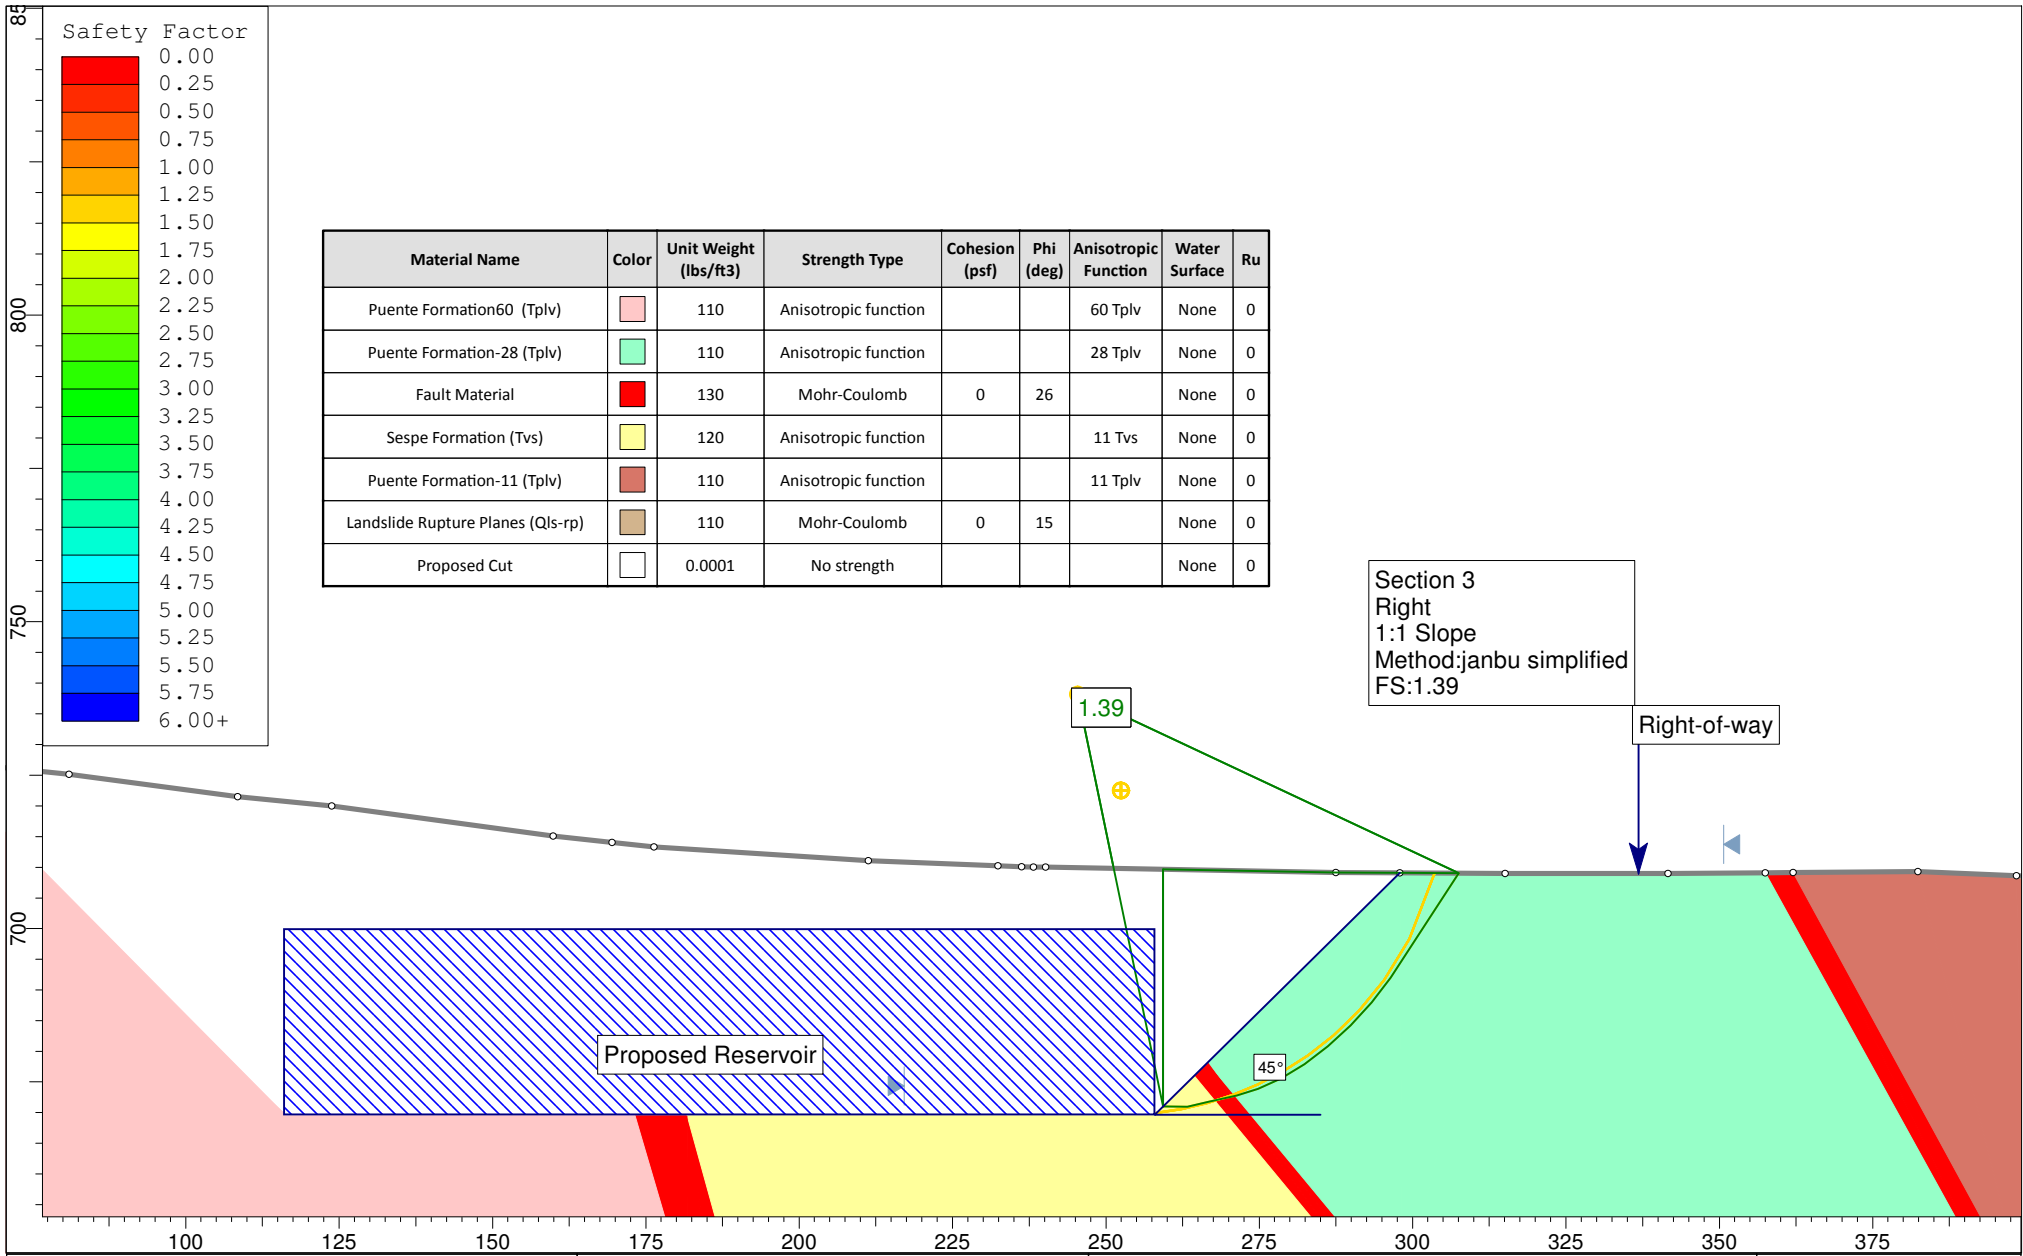 Safety Factor
0.00
0.25
0.50
0.75
1.00
1.25
1.50
1.75
2.00
2.25
2.50
2.75
3.00
3.25
3.50
3.75
4.00
4.25
4.50
4.75
5.00
5.25
5.50
5.75
6.00+
85
800
750
700
Material Name Color Unit Weight (lbs/ft3) Strength Type Cohesion (psf) Phi (deg) Anisotropic Function Water Surface Ru
Puente Formation60 (Tplv) 110 Anisotropic function 60 Tplv None 0
Puente Formation-28 (Tplv) 110 Anisotropic function 28 Tplv None 0
Fault Material 130 Mohr-Coulomb 0 26 None 0
Sespe Formation (Tvs) 120 Anisotropic function 11 Tvs None 0
Puente Formation-11 (Tplv) 110 Anisotropic function 11 Tplv None 0
Landslide Rupture Planes (Qls-rp) 110 Mohr-Coulomb 0 15 None 0
Proposed Cut 0.0001 No strength None 0
Section 3
Right
1:1 Slope
Method:janbu simplified
FS:1.39
1.39
Right-of-way
Proposed Reservoir
45°
100 125 150 175 200 225 250 275 300 325 350 375